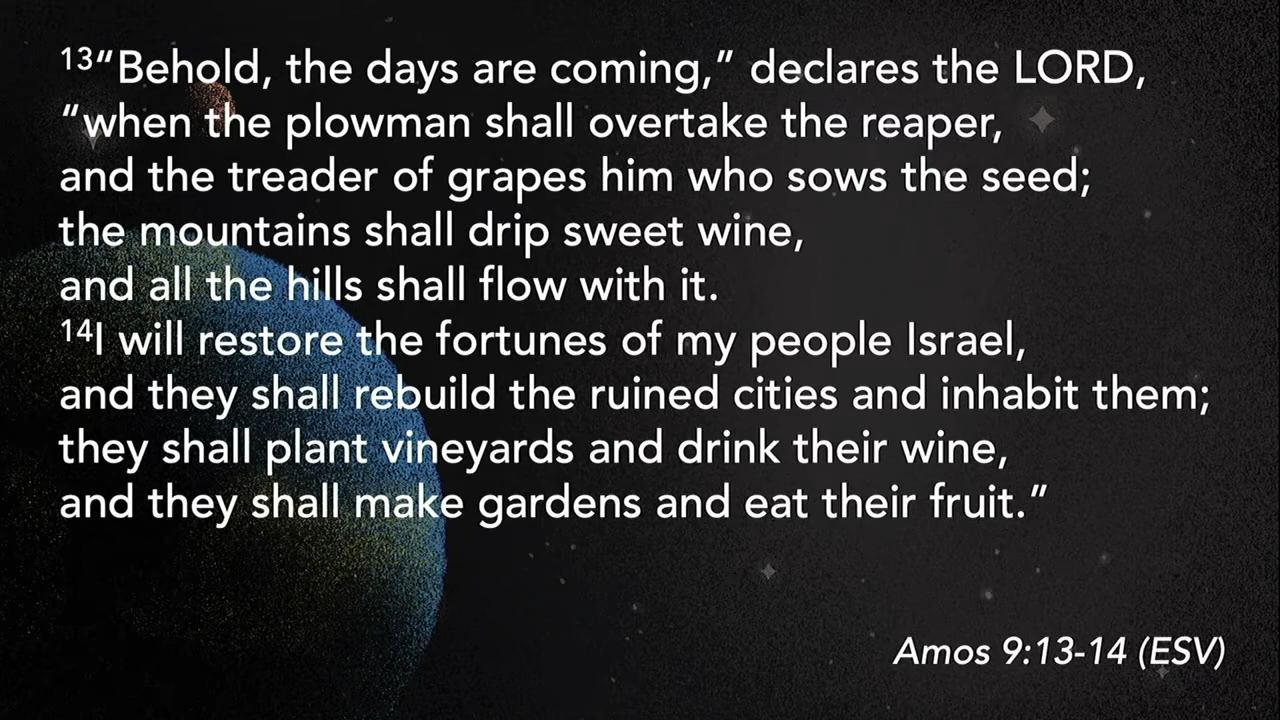 13“Behold, the days are coming,” declares the LORD,
“when the plowman shall overtake the reaper,
and the treader of grapes him who sows the seed;
the mountains shall drip sweet wine,
and all the hills shall flow with it.
14I will restore the fortunes of my people Israel,
and they shall rebuild the ruined cities and inhabit them;
they shall plant vineyards and drink their wine,
and they shall make gardens and eat their fruit.”
Amos 9:13-14 (ESV)